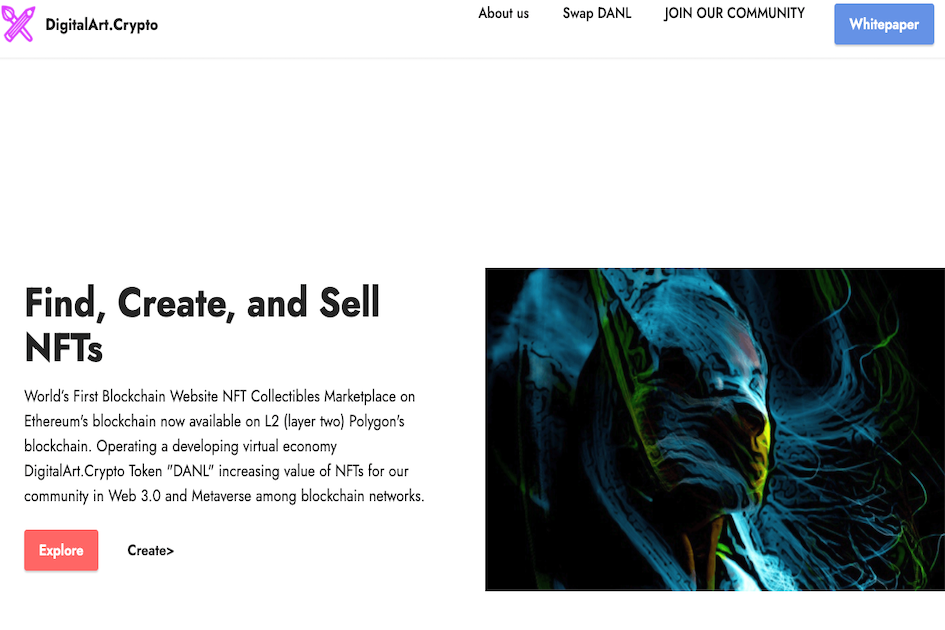 DigitalArt.Crypto
About us
Swap DANL
JOIN OUR COMMUNITY
Whitepaper
Find, Create, and Sell
NFTs
World's First Blockchain Website NFT Collectibles Marketplace on
Ethereum's blockchain now available on L2 (layer two) Polygon's
blockchain. Operating a developing virtual economy
DigitalArt.Crypto Token "DANL" increasing value of NFTs for our
community in Web 3.0 and Metaverse among blockchain networks.
Explore
Create>